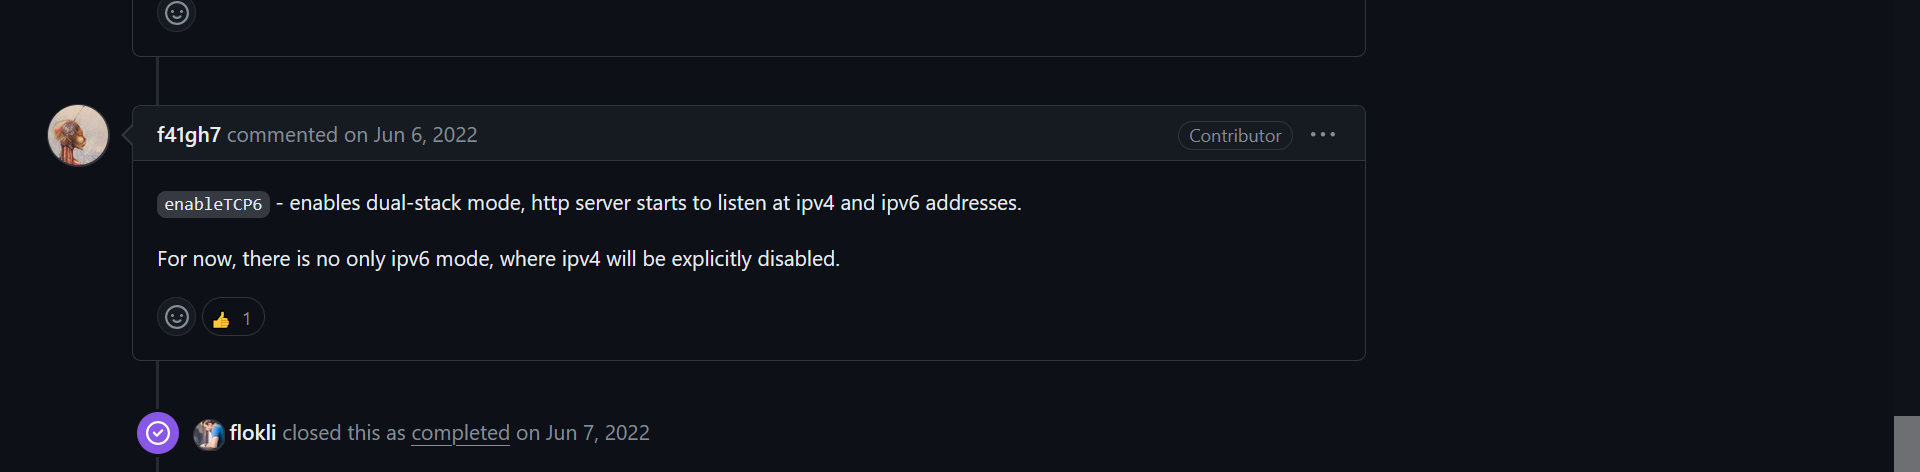 f41gh7 commented on Jun 6, 2022
Contributor
enableTCP6 - enables dual-stack mode, http server starts to listen at ipv4 and ipv6 addresses.
For now, there is no only ipv6 mode, where ipv4 will be explicitly disabled.
👍 1
flokli closed this as completed on Jun 7, 2022